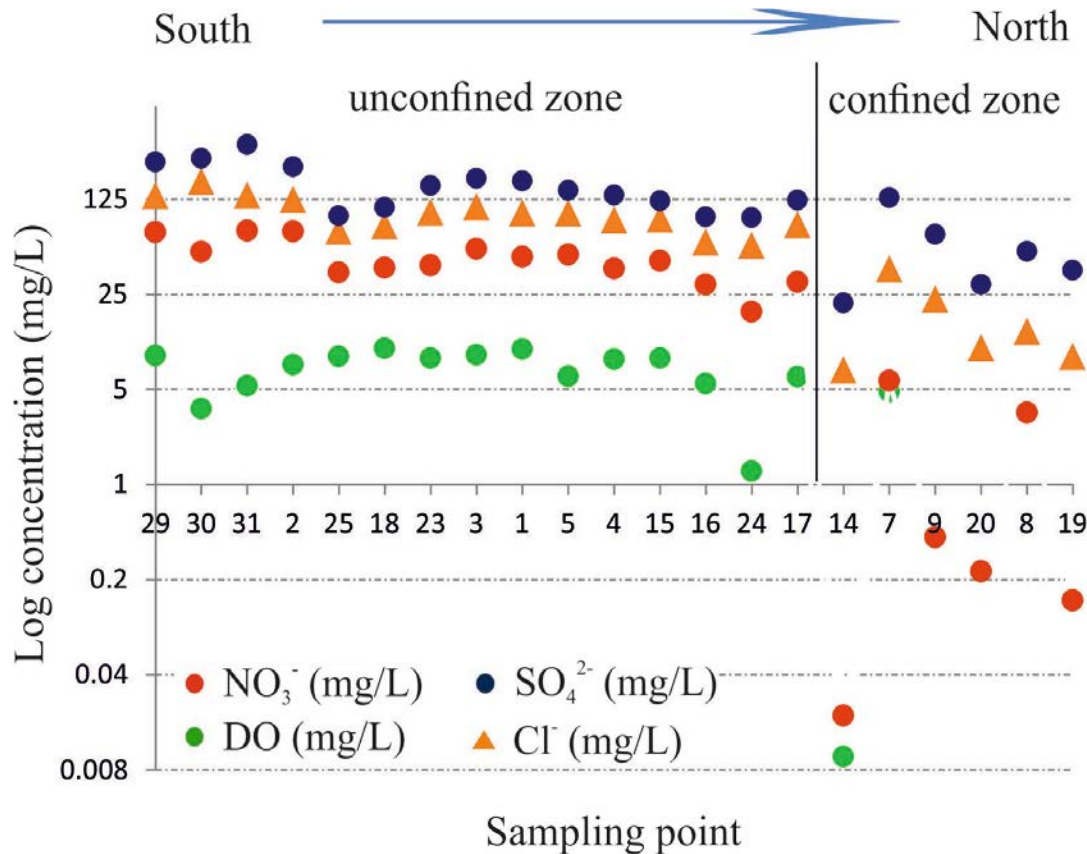 South North
unconfined zone confined zone
125
25
5
1
29 30 31 2 25 18 23 3 1 5 4 15 16 24 17 14 7 9 20 8 19
0.2
0.04
0.008
Log concentration (mg/L)
NO₃⁻ (mg/L) SO₄²⁻ (mg/L)
DO (mg/L) Cl⁻ (mg/L)
Sampling point